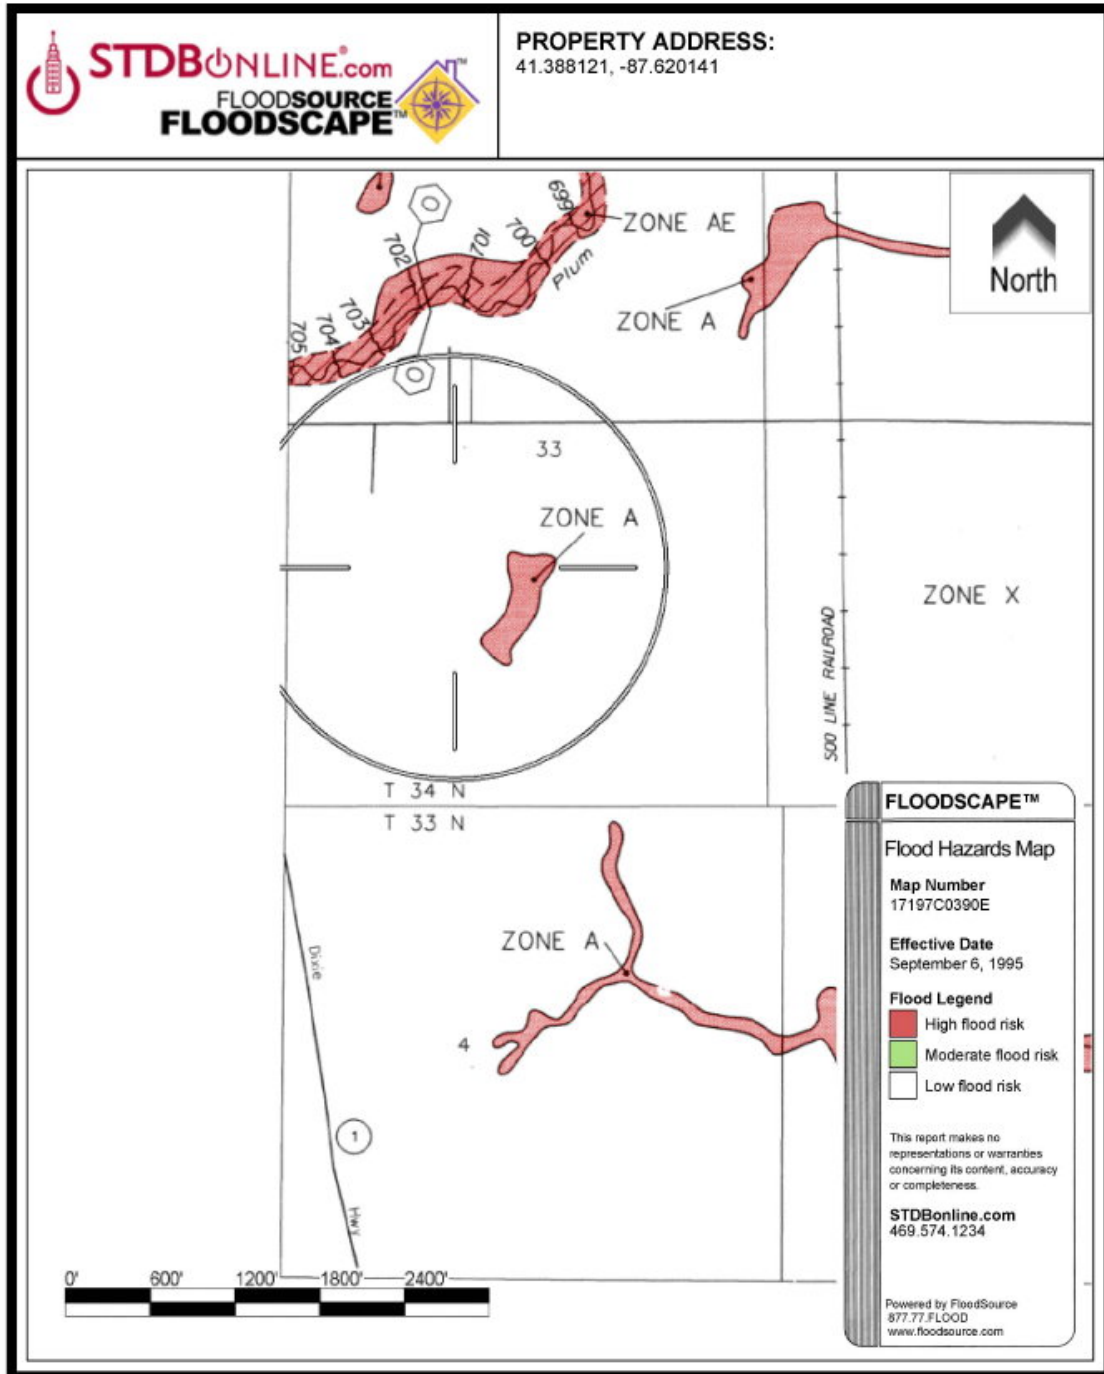 STDBONLINE®.com
FLOODSOURCE
FLOODSCAPE™
TM
PROPERTY ADDRESS:
41.388121, -87.620141
699
ZONE AE
700
701
702
Plum
703
704
705
ZONE A
North
33
ZONE A
ZONE X
SOO LINE RAILROAD
T 34 N
T 33 N
Dixie
ZONE A
4
1
Hwy
0' 600' 1200' 1800' 2400'
FLOODSCAPE™
Flood Hazards Map
Map Number
17197C0390E
Effective Date
September 6, 1995
Flood Legend
High flood risk
Moderate flood risk
Low flood risk
This report makes no
representations or warranties
concerning its content, accuracy
or completeness.
STDBonline.com
469.574.1234
Powered by FloodSource
877.77.FLOOD
www.floodsource.com